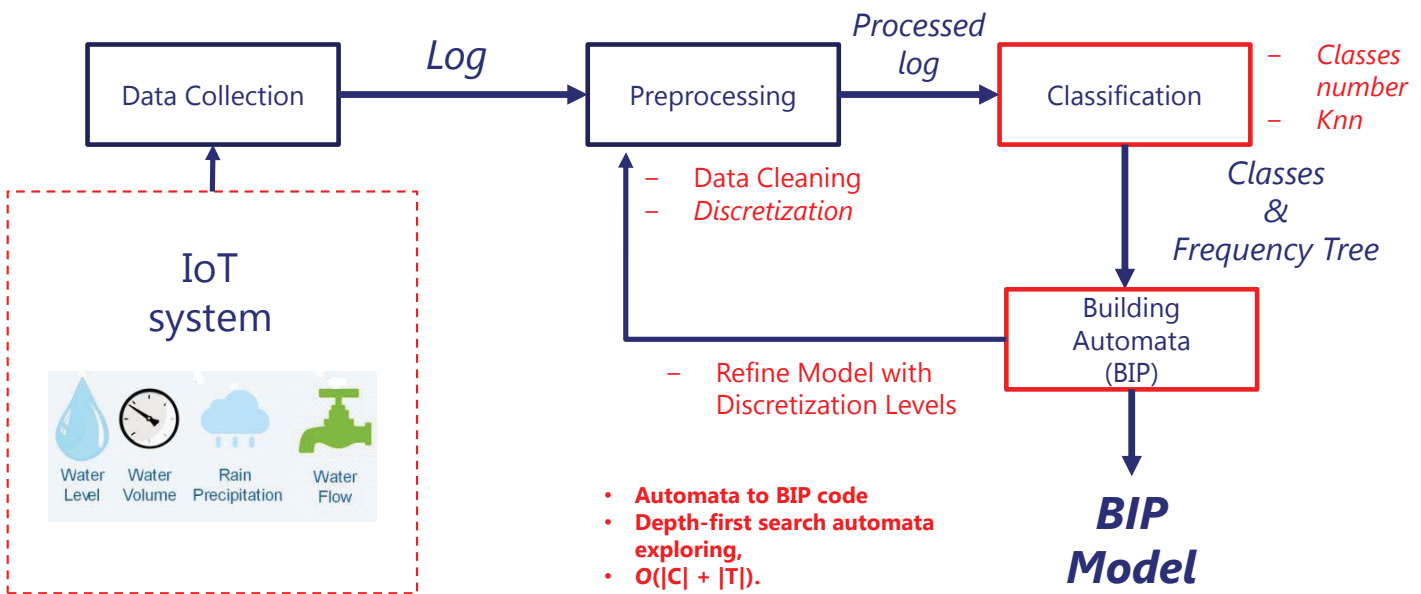 Data Collection
Log
Preprocessing
Processed
log
Classification
– Classes
number
– Knn
– Data Cleaning
– Discretization
Classes
&
Frequency Tree
IoT
system
Water
Level
Water
Volume
Rain
Precipitation
Water
Flow
Building
Automata
(BIP)
– Refine Model with
Discretization Levels
• Automata to BIP code
• Depth-first search automata
exploring,
• O(|C| + |T|).
BIP
Model